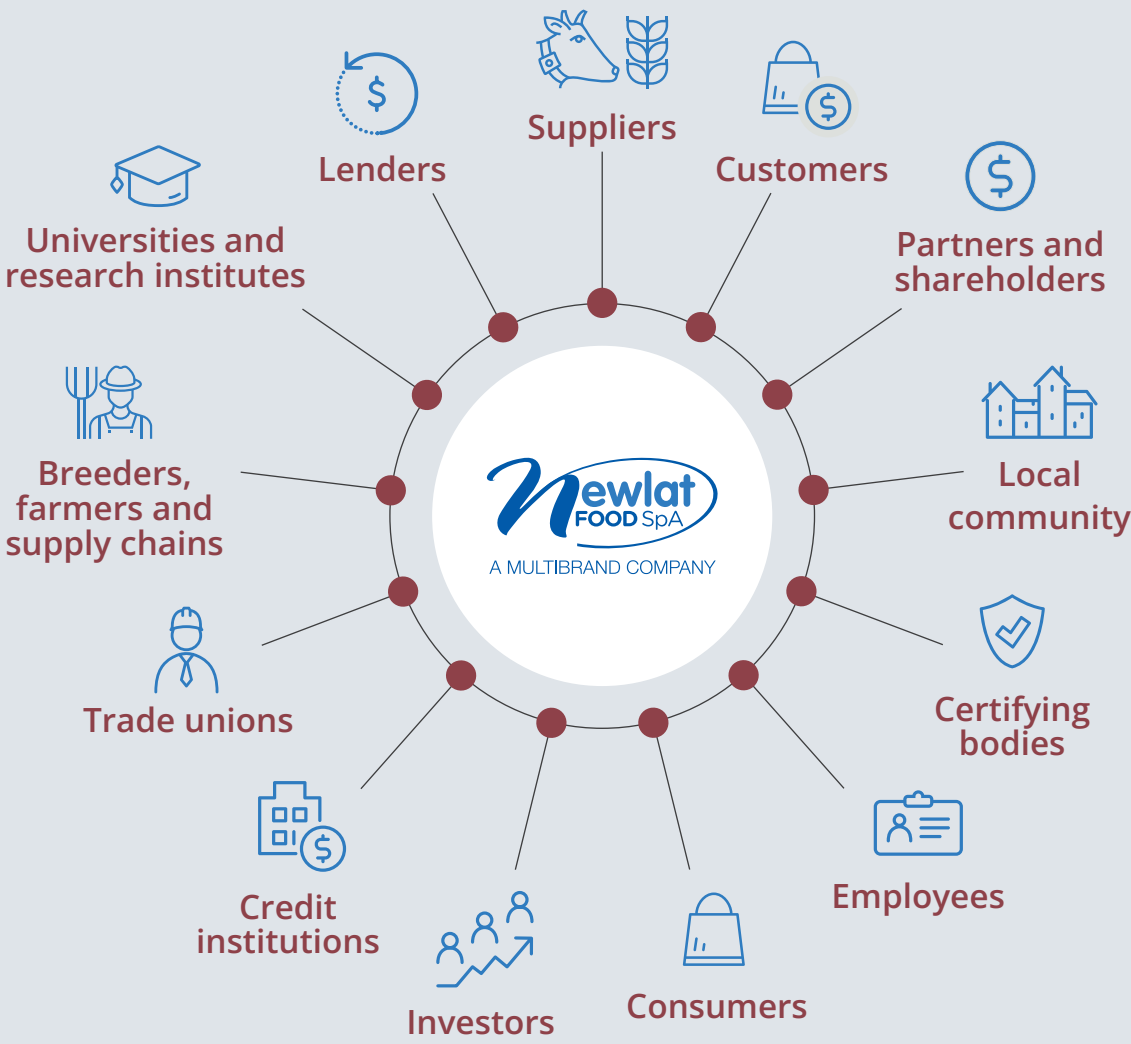 Suppliers
Lenders
Customers
Universities and
research institutes
Partners and
shareholders
Breeders,
farmers and
supply chains
Local
community
Newlat
FOOD SpA
A MULTIBRAND COMPANY
Trade unions
Certifying
bodies
Credit
institutions
Employees
Investors
Consumers